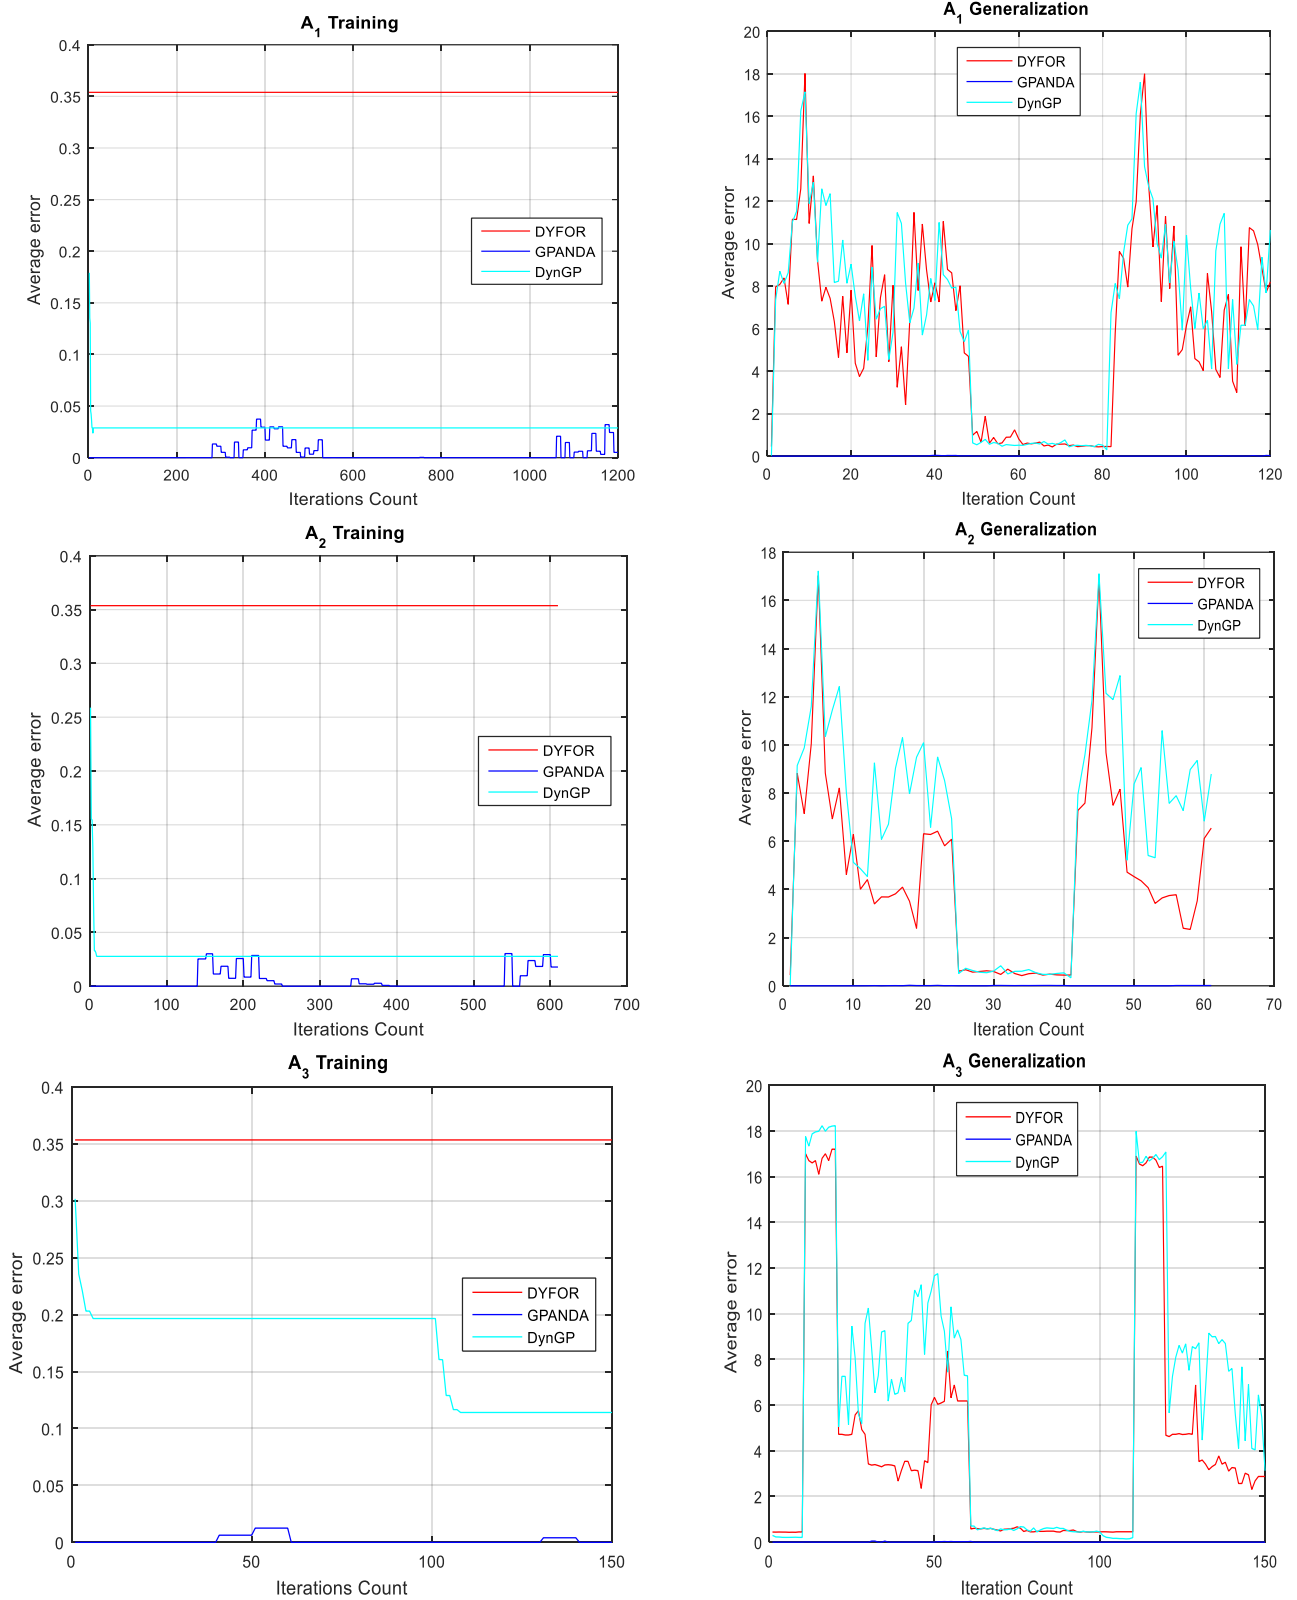 A1 Training
0.4
0.35
0.3
0.25
0.2
0.15
0.1
0.05
0
Average error
DYFOR
GPANDA
DynGP
0 200 400 600 800 1000 1200
Iterations Count
A1 Generalization
20
18
16
14
12
10
8
6
4
2
0
Average error
DYFOR
GPANDA
DynGP
0 20 40 60 80 100 120
Iteration Count
A2 Training
0.4
0.35
0.3
0.25
0.2
0.15
0.1
0.05
0
Average error
DYFOR
GPANDA
DynGP
0 100 200 300 400 500 600 700
Iterations Count
A2 Generalization
18
16
14
12
10
8
6
4
2
0
Average error
DYFOR
GPANDA
DynGP
0 10 20 30 40 50 60 70
Iteration Count
A3 Training
0.4
0.35
0.3
0.25
0.2
0.15
0.1
0.05
0
Average error
DYFOR
GPANDA
DynGP
0 50 100 150
Iterations Count
A3 Generalization
20
18
16
14
12
10
8
6
4
2
0
Average error
DYFOR
GPANDA
DynGP
0 50 100 150
Iteration Count